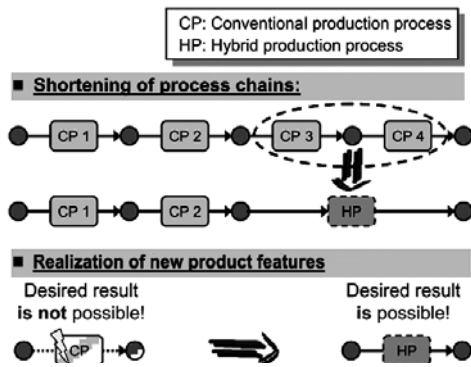 CP: Conventional production process
HP: Hybrid production process
■ Shortening of process chains:
CP 1 CP 2 CP 3 CP 4
CP 1 CP 2 HP
■ Realization of new product features
Desired result Desired result
is not possible! is possible!
CP HP